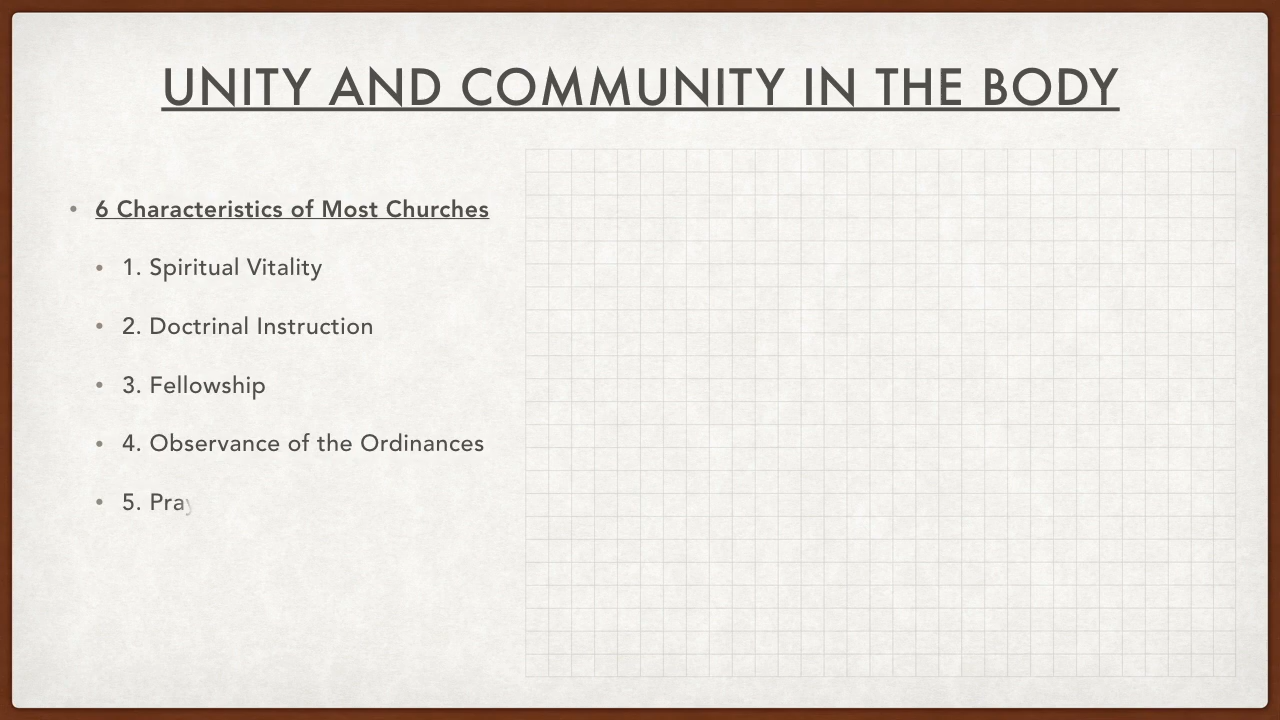 UNITY AND COMMUNITY IN THE BODY
• 6 Characteristics of Most Churches
• 1. Spiritual Vitality
• 2. Doctrinal Instruction
• 3. Fellowship
• 4. Observance of the Ordinances
• 5. Pray